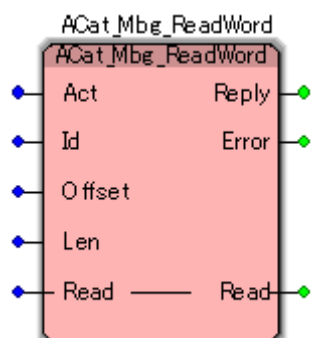 ACat_Mbg_ReadWord
ACat_Mbg_ReadWord
Act Reply
Id Error
Offset
Len
Read Read